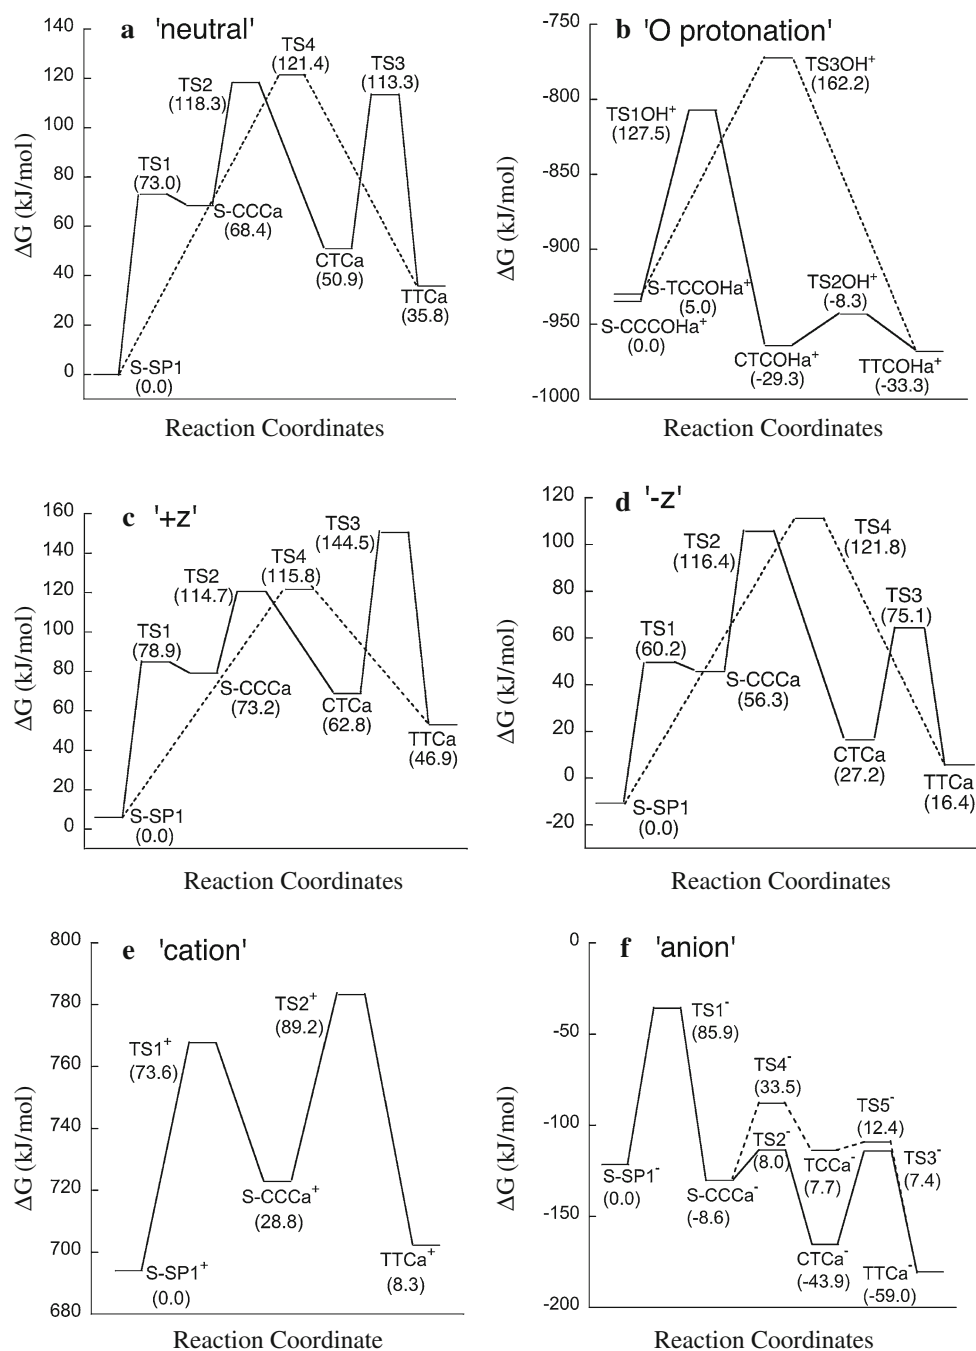 a 'neutral'
ΔG (kJ/mol)
140
120
100
80
60
40
20
0
TS1
(73.0)
TS2
(118.3)
TS4
(121.4)
TS3
(113.3)
S-CCCa
(68.4)
CTCa
(50.9)
TTCa
(35.8)
S-SP1
(0.0)
Reaction Coordinates
b 'O protonation'
ΔG (kJ/mol)
-750
-800
-850
-900
-950
-1000
TS1OH⁺
(127.5)
TS3OH⁺
(162.2)
S-TCCOHa⁺
(5.0)
S-CCCOHa⁺
(0.0)
TS2OH⁺
(-8.3)
CTCOHa⁺
(-29.3)
TTCOHa⁺
(-33.3)
Reaction Coordinates
c '+z'
ΔG (kJ/mol)
160
140
120
100
80
60
40
20
0
TS1
(78.9)
TS2
(114.7)
TS4
(115.8)
TS3
(144.5)
S-CCCa
(73.2)
CTCa
(62.8)
TTCa
(46.9)
S-SP1
(0.0)
Reaction Coordinates
d '-z'
ΔG (kJ/mol)
120
100
80
60
40
20
0
-20
TS1
(60.2)
TS2
(116.4)
TS4
(121.8)
TS3
(75.1)
S-CCCa
(56.3)
CTCa
(27.2)
TTCa
(16.4)
S-SP1
(0.0)
Reaction Coordinates
e 'cation'
ΔG (kJ/mol)
800
780
760
740
720
700
680
TS1⁺
(73.6)
TS2⁺
(89.2)
S-CCCa⁺
(28.8)
S-SP1⁺
(0.0)
TTCa⁺
(8.3)
Reaction Coordinate
f 'anion'
ΔG (kJ/mol)
0
-50
-100
-150
-200
TS1⁻
(85.9)
TS4⁻
(33.5)
TS5⁻
(12.4)
TS2⁻
(8.0)
TCCa⁻
(7.7)
TS3⁻
(7.4)
S-SP1⁻
(0.0)
S-CCCa⁻
(-8.6)
CTCa⁻
(-43.9)
TTCa⁻
(-59.0)
Reaction Coordinates